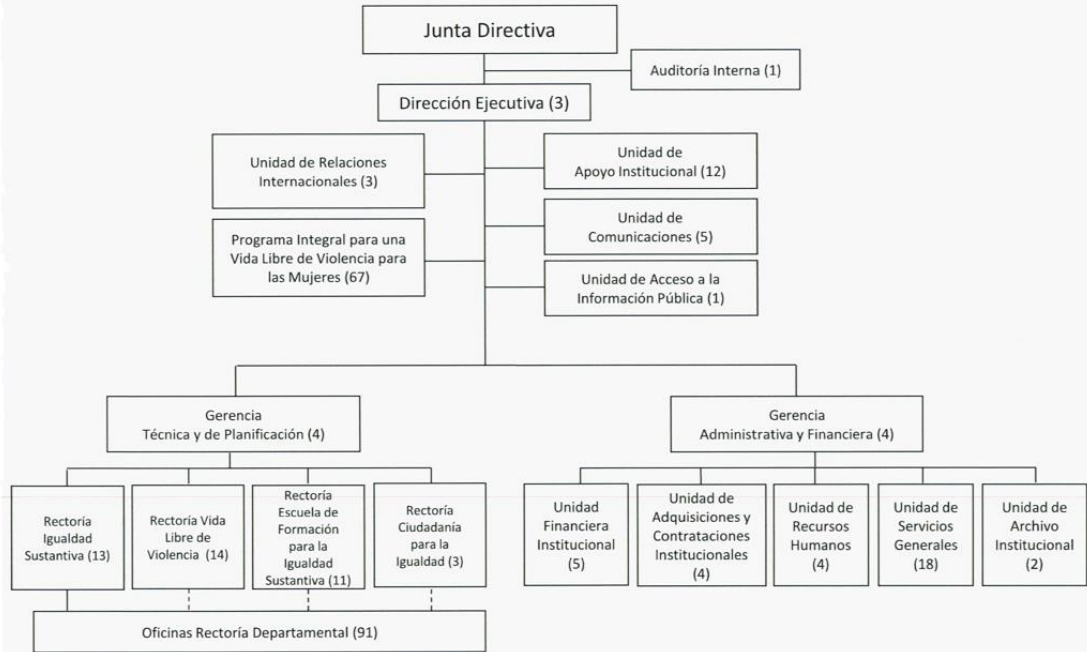 Junta Directiva
Auditoría Interna (1)
Dirección Ejecutiva (3)
Unidad de Relaciones
Internacionales (3)
Unidad de
Apoyo Institucional (12)
Programa Integral para una
Vida Libre de Violencia para
las Mujeres (67)
Unidad de
Comunicaciones (5)
Unidad de Acceso a la
Información Pública (1)
Gerencia
Técnica y de Planificación (4)
Gerencia
Administrativa y Financiera (4)
Rectoría
Igualdad
Sustantiva (13)
Rectoría Vida
Libre de
Violencia (14)
Rectoría
Escuela de
Formación
para la
Igualdad
Sustantiva (11)
Rectoría
Ciudadanía
para la
Igualdad (3)
Unidad
Financiera
Institucional
(5)
Unidad de
Adquisiciones y
Contrataciones
Institucionales
(4)
Unidad de
Recursos
Humanos
(4)
Unidad de
Servicios
Generales
(18)
Unidad de
Archivo
Institucional
(2)
Oficinas Rectoría Departamental (91)